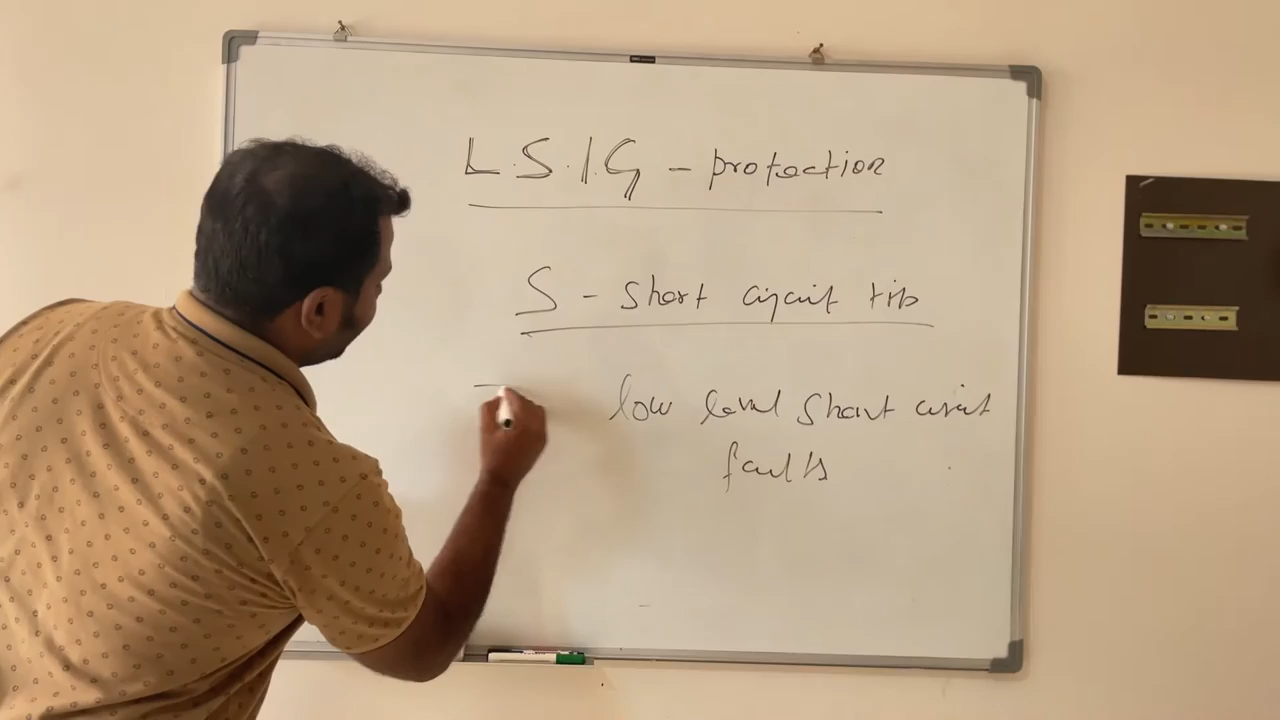 L.S.I.G - protection
S - Short circuit trip
low level short circuit
faults